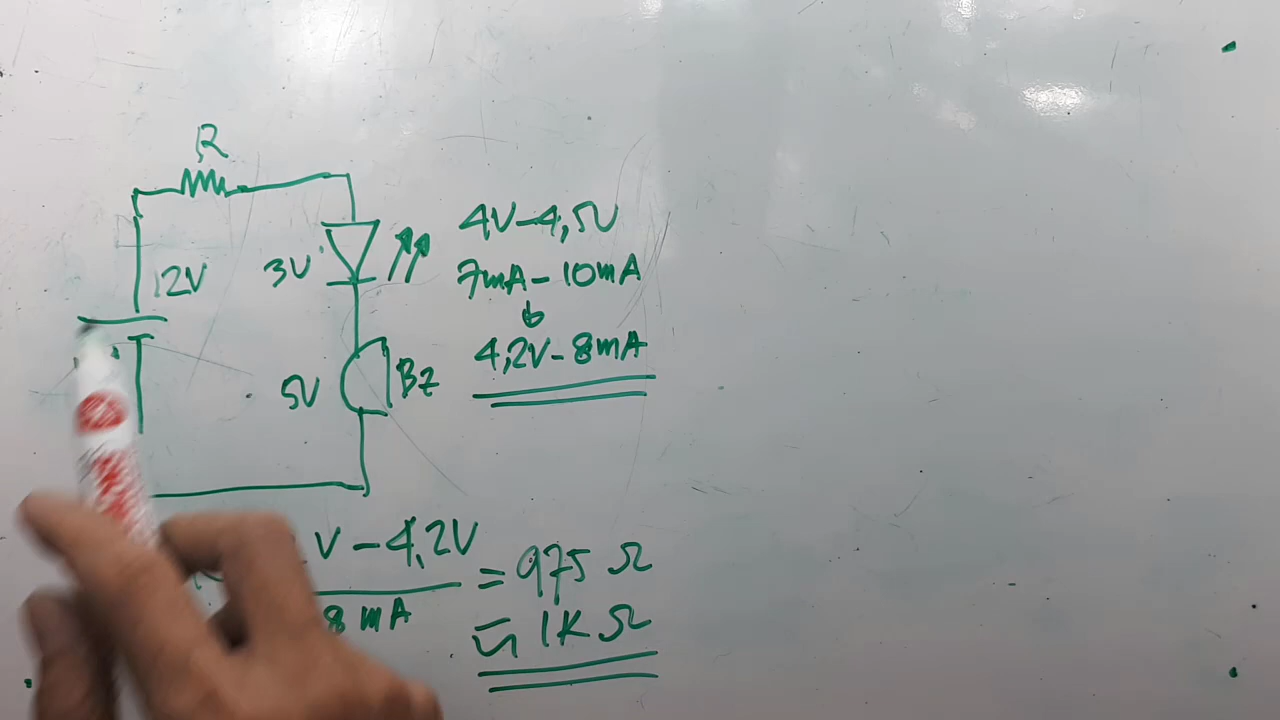 R
4V-4,5V
12V
3V
7mA-10mA
4,2V-8mA
5V
Bz
V-4,2V
8mA
= 975 Ω
≈ 1K Ω